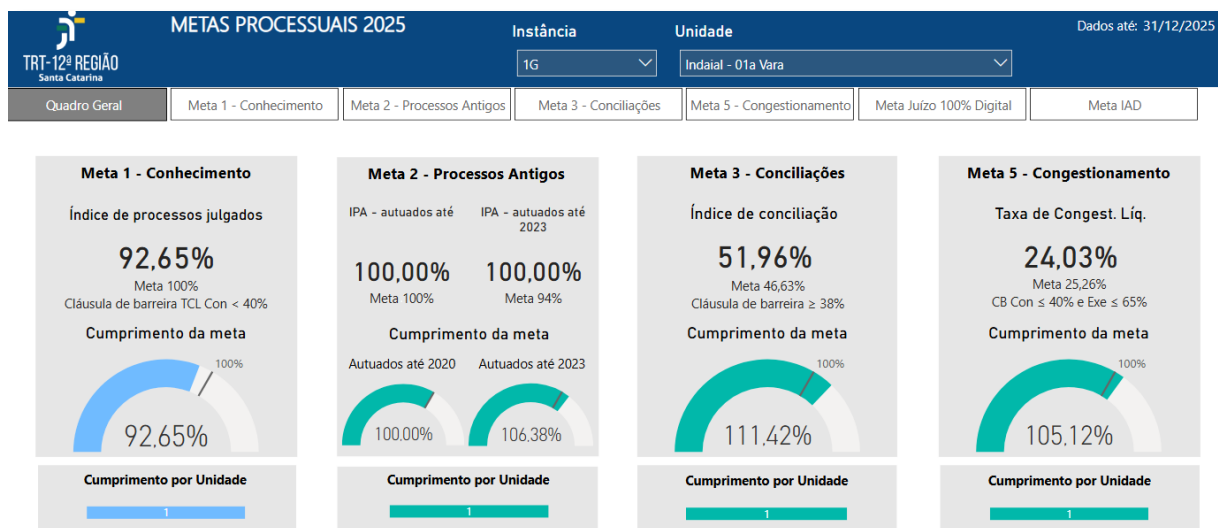 METAS PROCESSUAIS 2025
Instância
Unidade
Dados até: 31/12/2025
TRT-12ª REGIÃO
Santa Catarina
1G
Indaial - 01a Vara
Quadro Geral
Meta 1 - Conhecimento
Meta 2 - Processos Antigos
Meta 3 - Conciliações
Meta 5 - Congestionamento
Meta Juízo 100% Digital
Meta IAD
Meta 1 - Conhecimento
Índice de processos julgados
92,65%
Meta 100%
Cláusula de barreira TCL Con < 40%
Cumprimento da meta
100%
92,65%
Cumprimento por Unidade
1
Meta 2 - Processos Antigos
IPA - autuados até
IPA - autuados até
2023
100,00%
100,00%
Meta 100%
Meta 94%
Cumprimento da meta
Autuados até 2020
Autuados até 2023
100,00%
106,38%
Cumprimento por Unidade
1
Meta 3 - Conciliações
Índice de conciliação
51,96%
Meta 46,63%
Cláusula de barreira ≥ 38%
Cumprimento da meta
100%
111,42%
Cumprimento por Unidade
1
Meta 5 - Congestionamento
Taxa de Congest. Líq.
24,03%
Meta 25,26%
CB Con ≤ 40% e Exe ≤ 65%
Cumprimento da meta
100%
105,12%
Cumprimento por Unidade
1